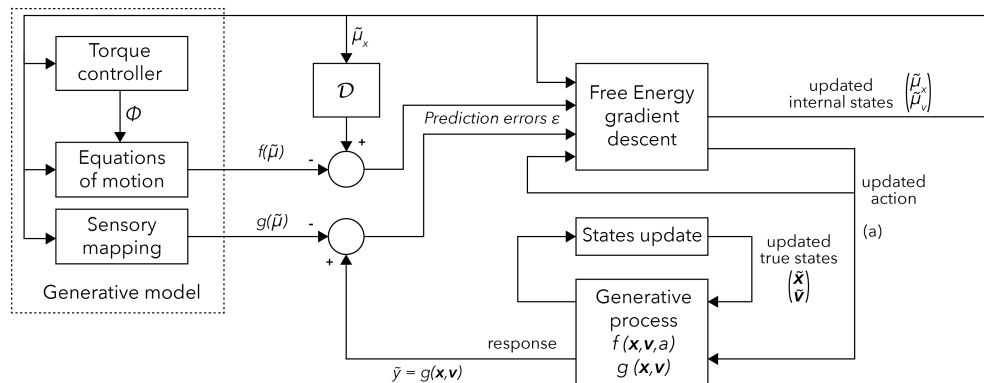 Torque
controller
Φ
Equations
of motion
Sensory
mapping
Generative model
f(μ̃)
g(μ̃)
μ̃ₓ
𝒟
+
-
-
+
Prediction errors ε
Free Energy
gradient
descent
updated
internal states
(μ̃ₓ
μ̃ᵥ)
updated
action
(a)
States update
updated
true states
(x̃
ṽ)
Generative
process
f (x,v,a)
g (x,v)
response
ỹ = g(x,v)